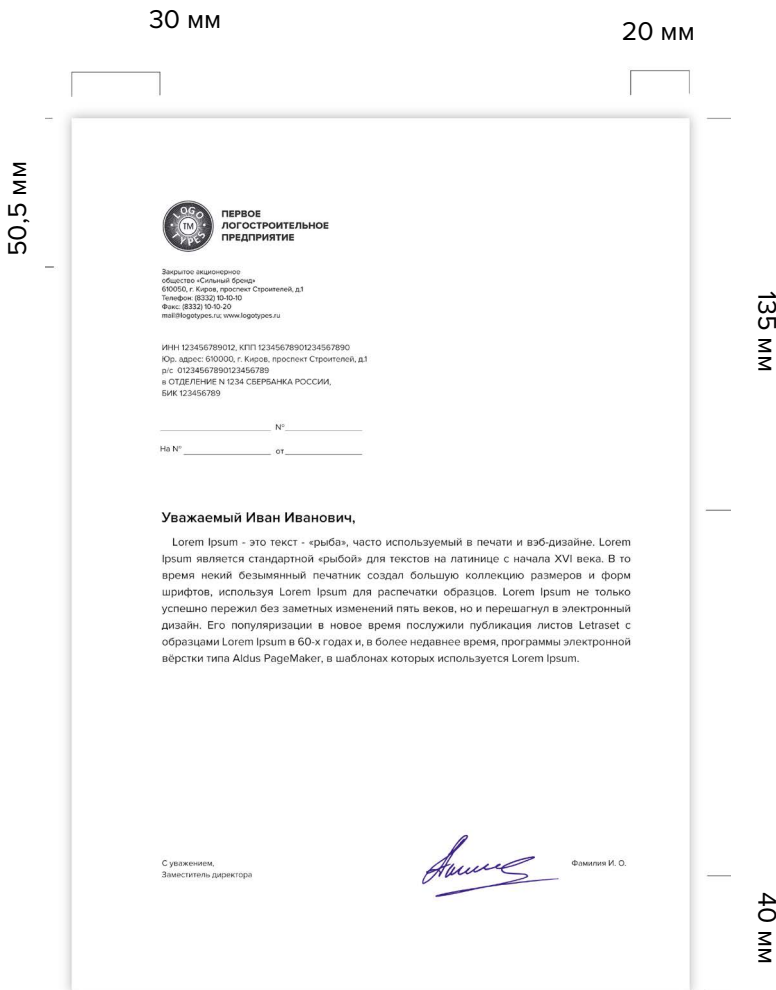 30 мм
20 мм
50,5 мм
135 мм
LOGO
TM
TYPES
ПЕРВОЕ
ЛОГОСТРОИТЕЛЬНОЕ
ПРЕДПРИЯТИЕ
Закрытое акционерное
общество «Сильный бренд»
610050, г. Киров, проспект Строителей, д.1
Телефон: (8332) 10-10-10
Факс: (8332) 10-10-20
mail@logotypes.ru; www.logotypes.ru
ИНН 123456789012, КПП 12345678901234567890
Юр. адрес: 610000, г. Киров, проспект Строителей, д.1
р/с 01234567890123456789
в ОТДЕЛЕНИЕ N 1234 СБЕРБАНКА РОССИИ,
БИК 123456789
№
На № от
Уважаемый Иван Иванович,
Lorem Ipsum - это текст - «рыба», часто используемый в печати и вэб-дизайне. Lorem
Ipsum является стандартной «рыбой» для текстов на латинице с начала XVI века. В то
время некий безымянный печатник создал большую коллекцию размеров и форм
шрифтов, используя Lorem Ipsum для распечатки образцов. Lorem Ipsum не только
успешно пережил без заметных изменений пять веков, но и перешагнул в электронный
дизайн. Его популяризации в новое время послужили публикация листов Letraset с
образцами Lorem Ipsum в 60-х годах и, в более недавнее время, программы электронной
вёрстки типа Aldus PageMaker, в шаблонах которых используется Lorem Ipsum.
С уважением,
Заместитель директора
Фамилия И. О.
40 мм